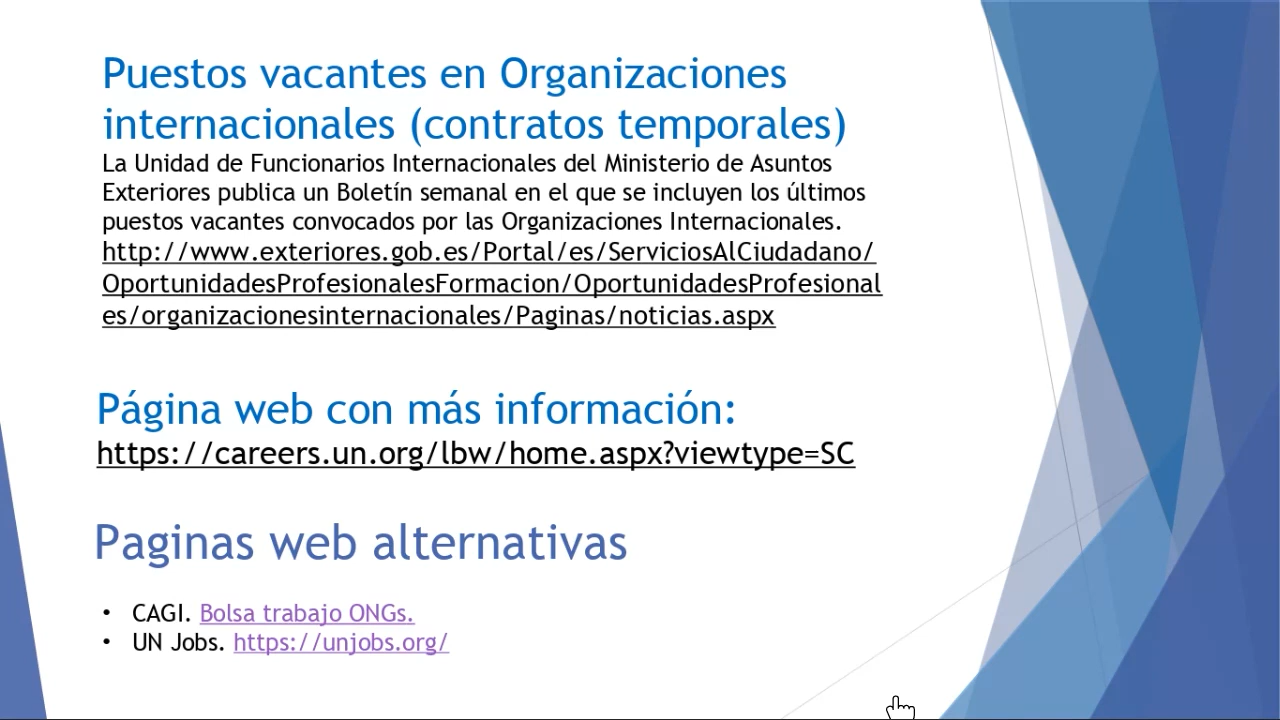 Puestos vacantes en Organizaciones
internacionales (contratos temporales)
La Unidad de Funcionarios Internacionales del Ministerio de Asuntos
Exteriores publica un Boletín semanal en el que se incluyen los últimos
puestos vacantes convocados por las Organizaciones Internacionales.
http://www.exteriores.gob.es/Portal/es/ServiciosAlCiudadano/
OportunidadesProfesionalesFormacion/OportunidadesProfesional
es/organizacionesinternacionales/Paginas/noticias.aspx
Página web con más información:
https://careers.un.org/lbw/home.aspx?viewtype=SC
Paginas web alternativas
• CAGI. Bolsa trabajo ONGs.
• UN Jobs. https://unjobs.org/